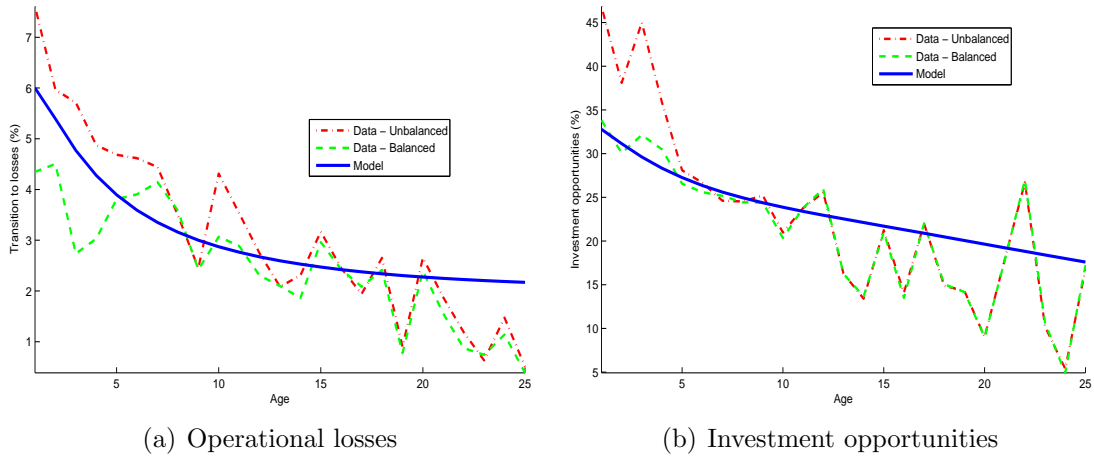 7
6
5
4
3
2
1
Transition to losses (%)
Data – Unbalanced
Data – Balanced
Model
5
10
15
20
25
Age
(a) Operational losses
45
40
35
30
25
20
15
10
5
Investment opportunities (%)
Data – Unbalanced
Data – Balanced
Model
5
10
15
20
25
Age
(b) Investment opportunities